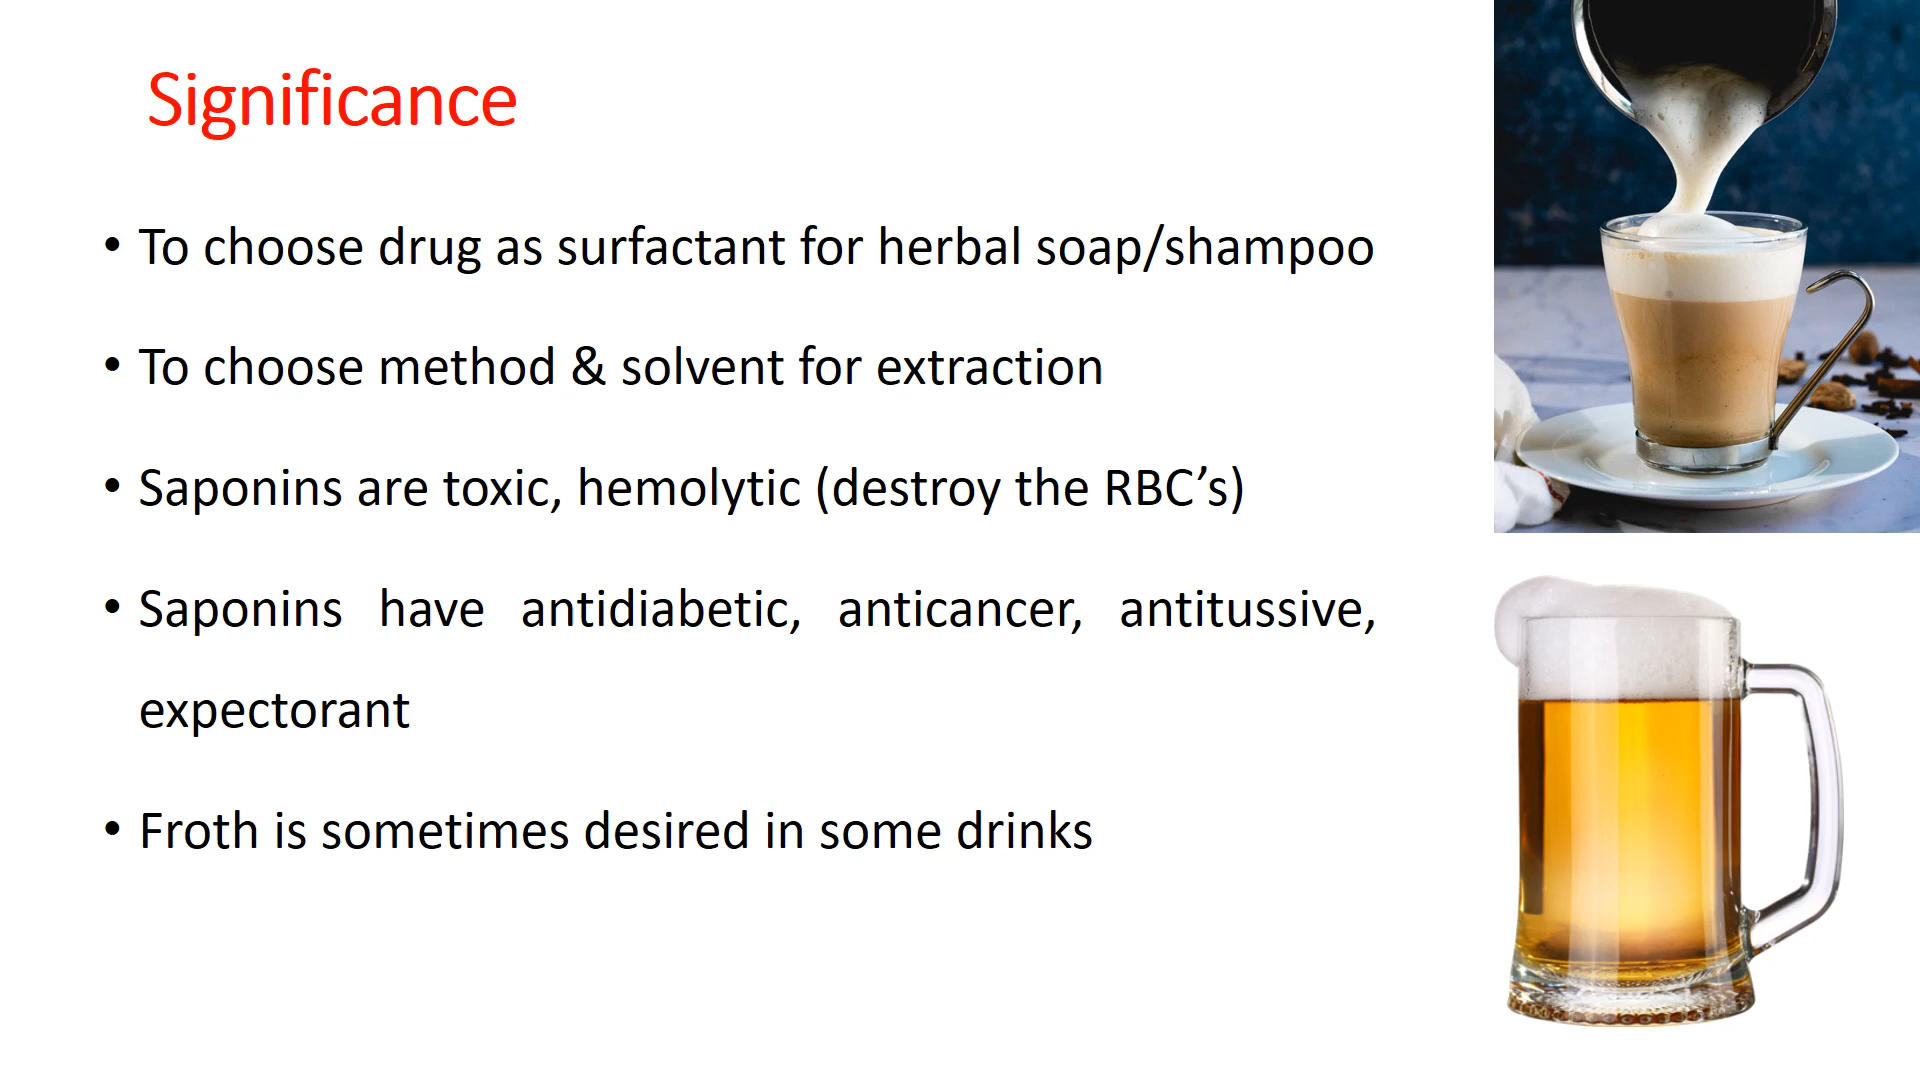 Significance
• To choose drug as surfactant for herbal soap/shampoo
• To choose method & solvent for extraction
• Saponins are toxic, hemolytic (destroy the RBC’s)
• Saponins have antidiabetic, anticancer, antitussive,
expectorant
• Froth is sometimes desired in some drinks